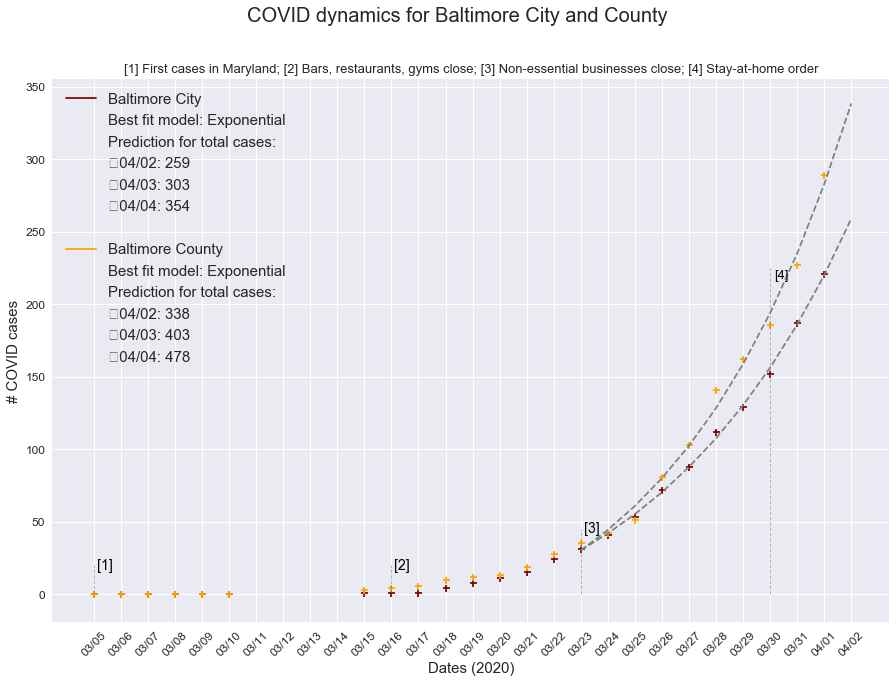 COVID dynamics for Baltimore City and County
[1] First cases in Maryland; [2] Bars, restaurants, gyms close; [3] Non-essential businesses close; [4] Stay-at-home order
350
300
250
200
150
100
50
0
# COVID cases
Baltimore City
Best fit model: Exponential
Prediction for total cases:
04/02: 259
04/03: 303
04/04: 354
Baltimore County
Best fit model: Exponential
Prediction for total cases:
04/02: 338
04/03: 403
04/04: 478
[1]
[2]
[3]
[4]
03/05 03/06 03/07 03/08 03/09 03/10 03/11 03/12 03/13 03/14 03/15 03/16 03/17 03/18 03/19 03/20 03/21 03/22 03/23 03/24 03/25 03/26 03/27 03/28 03/29 03/30 03/31 04/01 04/02
Dates (2020)